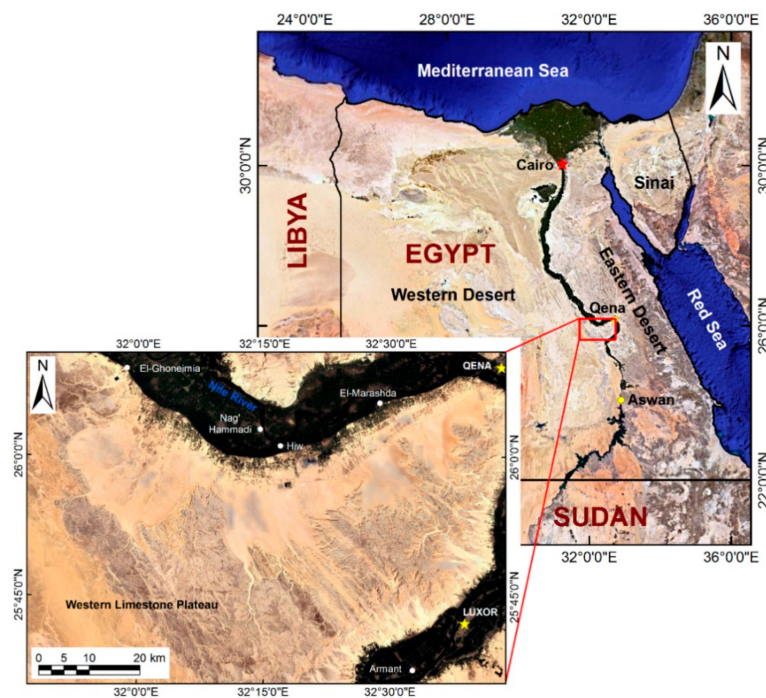 24°0'0"E 28°0'0"E 32°0'0"E 36°0'0"E
N
Mediterranean Sea
30°0'0"N
Cairo
Sinai
30°0'0"N
LIBYA
EGYPT
Western Desert
Eastern Desert
Red Sea
Qena
26°0'0"N
Aswan
22°0'0"N
SUDAN
32°0'0"E 36°0'0"E
32°0'0"E 32°15'0"E 32°30'0"E
N
El-Ghoneimia
Nile River
QENA
El-Marashda
Nag'
Hammadi
Hiw
26°0'0"N
26°0'0"N
25°45'0"N
25°45'0"N
Western Limestone Plateau
LUXOR
Armant
0 5 10 20 km
32°0'0"E 32°15'0"E 32°30'0"E